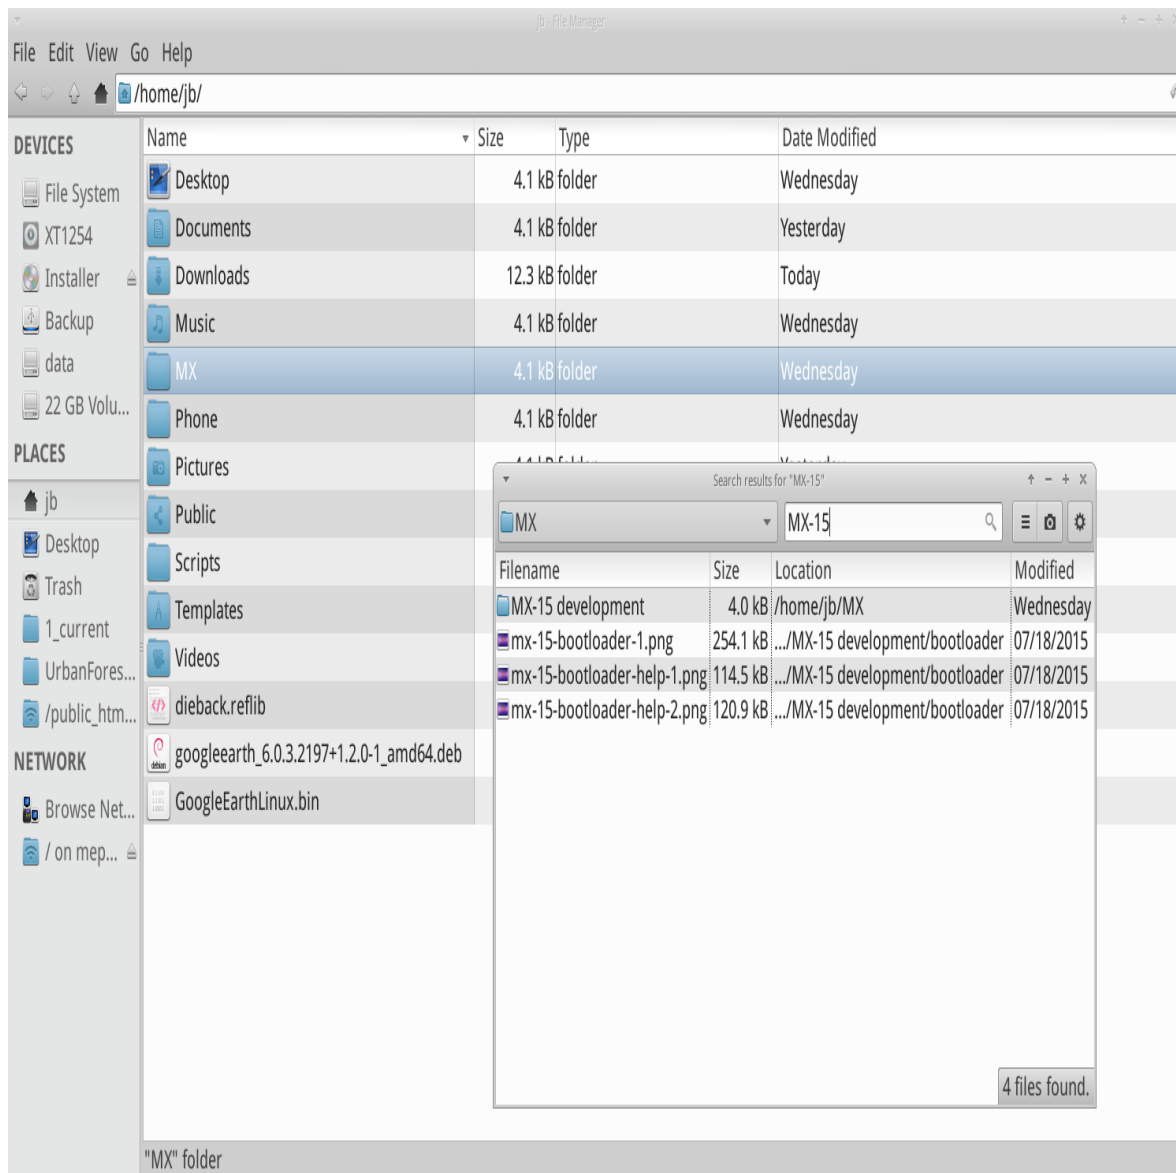 jb - File Manager
File Edit View Go Help
/home/jb/
DEVICES
File System
XT1254
Installer
Backup
data
22 GB Volu...
PLACES
jb
Desktop
Trash
1_current
UrbanFores...
/public_htm...
NETWORK
Browse Net...
/ on mep...
Name Size Type Date Modified
Desktop 4.1 kB folder Wednesday
Documents 4.1 kB folder Yesterday
Downloads 12.3 kB folder Today
Music 4.1 kB folder Wednesday
MX 4.1 kB folder Wednesday
Phone 4.1 kB folder Wednesday
Pictures
Public
Scripts
Templates
Videos
dieback.reflib
googleearth_6.0.3.2197+1.2.0-1_amd64.deb
GoogleEarthLinux.bin
Search results for "MX-15"
MX MX-15
Filename Size Location Modified
MX-15 development 4.0 kB /home/jb/MX Wednesday
mx-15-bootloader-1.png 254.1 kB .../MX-15 development/bootloader 07/18/2015
mx-15-bootloader-help-1.png 114.5 kB .../MX-15 development/bootloader 07/18/2015
mx-15-bootloader-help-2.png 120.9 kB .../MX-15 development/bootloader 07/18/2015
4 files found.
"MX" folder